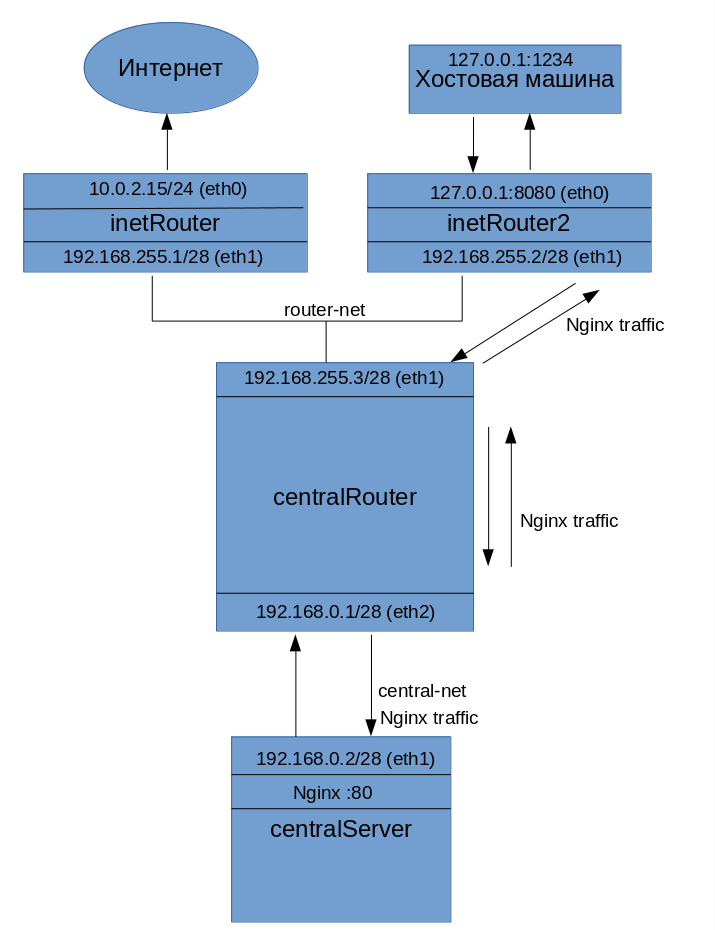 Интернет
127.0.0.1:1234
Хостовая машина
10.0.2.15/24 (eth0)
inetRouter
192.168.255.1/28 (eth1)
127.0.0.1:8080 (eth0)
inetRouter2
192.168.255.2/28 (eth1)
router-net
Nginx traffic
192.168.255.3/28 (eth1)
centralRouter
Nginx traffic
192.168.0.1/28 (eth2)
central-net
Nginx traffic
192.168.0.2/28 (eth1)
Nginx :80
centralServer